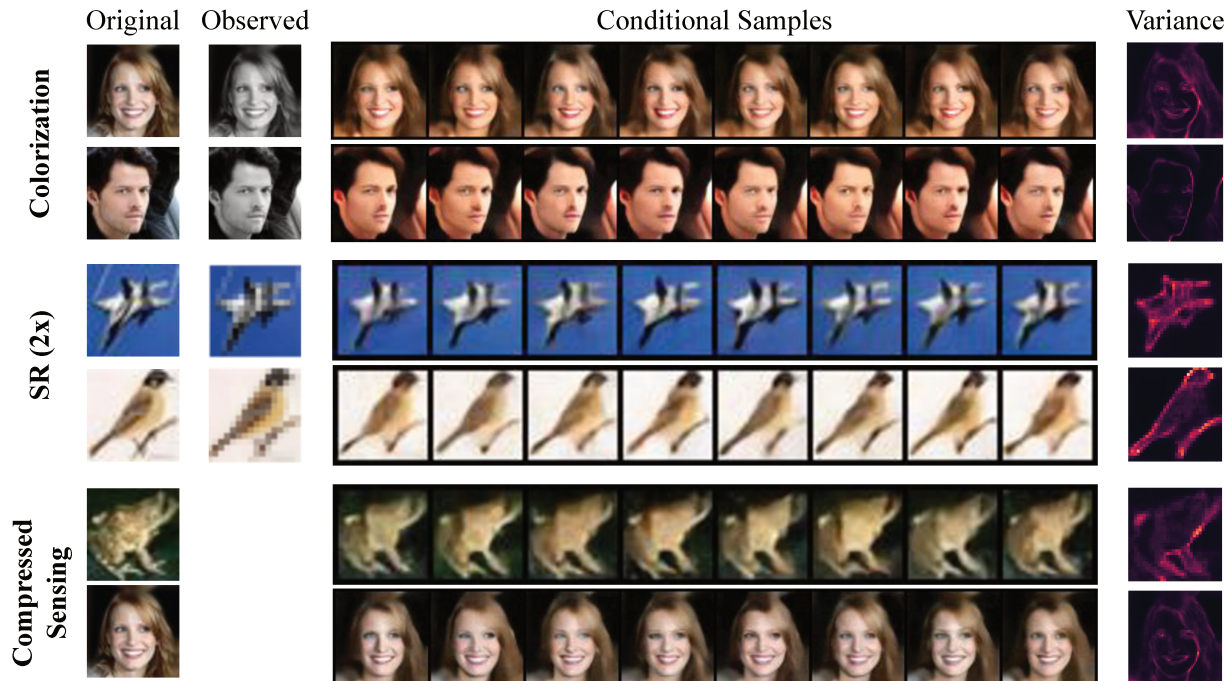 Original Observed Conditional Samples Variance
Colorization
SR (2x)
Compressed
Sensing